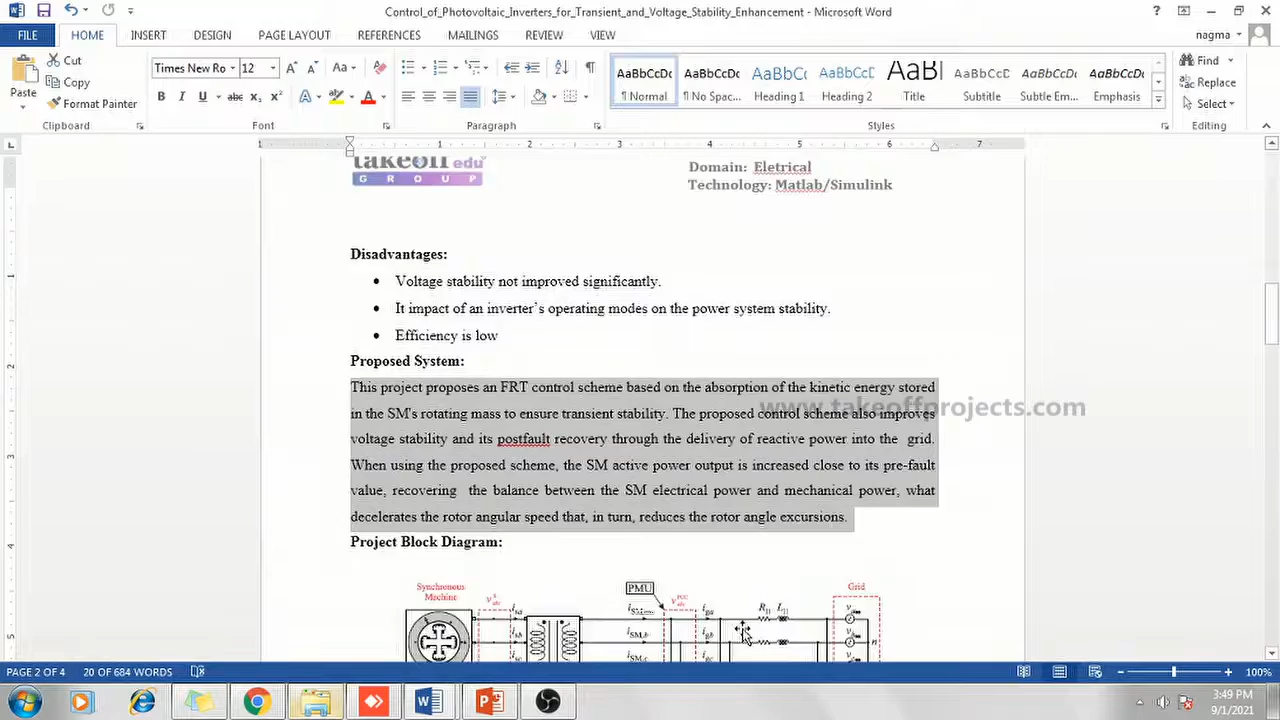 Control_of_Photovoltaic_Inverters_for_Transient_and_Voltage_Stability_Enhancement - Microsoft Word
FILE HOME INSERT DESIGN PAGE LAYOUT REFERENCES MAILINGS REVIEW VIEW nagma
Cut
Copy
Format Painter
Paste
Times New Ro 12
Clipboard Font Paragraph Styles Editing
AaBbCcDc AaBbCcDc AaBbC AaBbCcC AaBl AaBbCcD AaBbCcDc AaBbCcDc
¶ Normal ¶ No Spac... Heading 1 Heading 2 Title Subtitle Subtle Em... Emphasis
Find
Replace
Select
takeoff edu
GROUP
Domain: Eletrical
Technology: Matlab/Simulink
Disadvantages:
• Voltage stability not improved significantly.
• It impact of an inverter's operating modes on the power system stability.
• Efficiency is low
Proposed System:
This project proposes an FRT control scheme based on the absorption of the kinetic energy stored
in the SM's rotating mass to ensure transient stability. The proposed control scheme also improves
www.takeoffprojects.com
voltage stability and its postfault recovery through the delivery of reactive power into the grid.
When using the proposed scheme, the SM active power output is increased close to its pre-fault
value, recovering the balance between the SM electrical power and mechanical power, what
decelerates the rotor angular speed that, in turn, reduces the rotor angle excursions.
Project Block Diagram:
Synchronous
Machine
PMU
Grid
PAGE 2 OF 4 20 OF 684 WORDS 100%
3:49 PM
9/1/2021